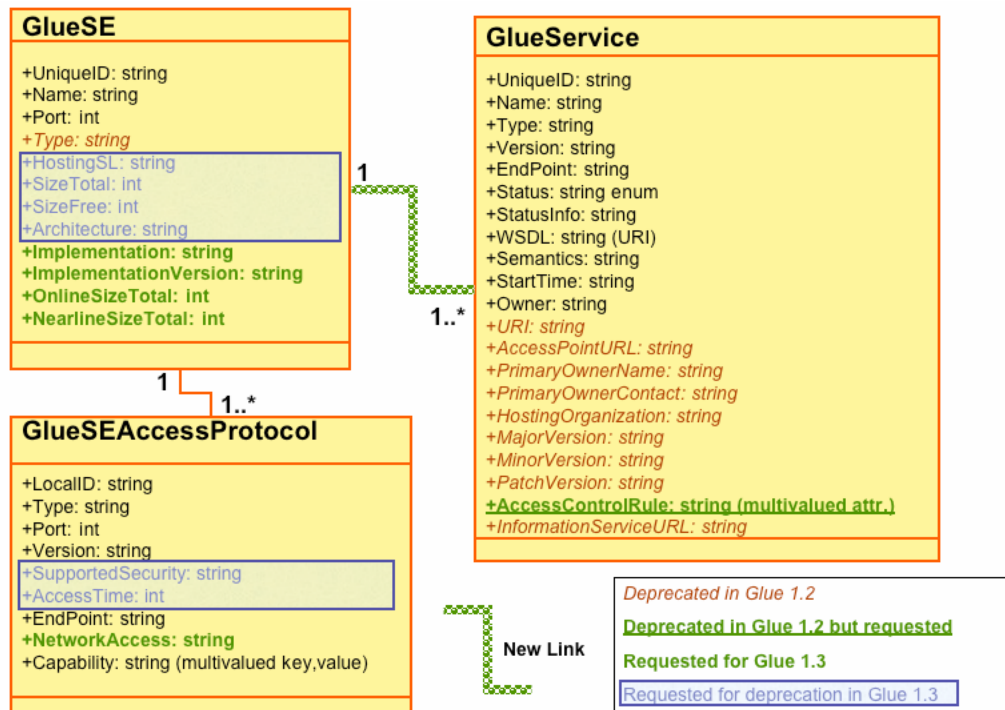 GlueSE
+UniqueID: string
+Name: string
+Port: int
+Type: string
+HostingSL: string
+SizeTotal: int
+SizeFree: int
+Architecture: string
+Implementation: string
+ImplementationVersion: string
+OnlineSizeTotal: int
+NearlineSizeTotal: int
1
1..*
GlueService
+UniqueID: string
+Name: string
+Type: string
+Version: string
+EndPoint: string
+Status: string enum
+StatusInfo: string
+WSDL: string (URI)
+Semantics: string
+StartTime: string
+Owner: string
+URI: string
+AccessPointURL: string
+PrimaryOwnerName: string
+PrimaryOwnerContact: string
+HostingOrganization: string
+MajorVersion: string
+MinorVersion: string
+PatchVersion: string
+AccessControlRule: string (multivalued attr.)
+InformationServiceURL: string
1
1..*
GlueSEAccessProtocol
+LocalID: string
+Type: string
+Port: int
+Version: string
+SupportedSecurity: string
+AccessTime: int
+EndPoint: string
+NetworkAccess: string
+Capability: string (multivalued key,value)
New Link
Deprecated in Glue 1.2
Deprecated in Glue 1.2 but requested
Requested for Glue 1.3
Requested for deprecation in Glue 1.3